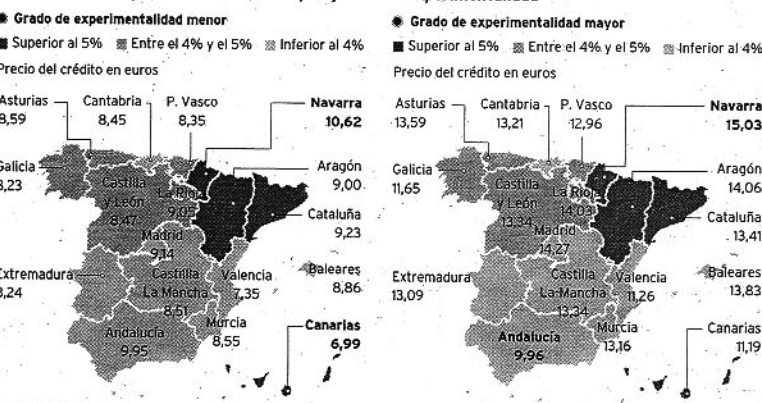 Grado de experimentalidad menor
Superior al 5% Entre el 4% y el 5% Inferior al 4%
Precio del crédito en euros
Asturias
8,59
Cantabria
8,45
P. Vasco
8,35
Navarra
10,62
Galicia
8,23
Castilla
y León
8,47
La Rioja
9,05
Aragón
9,00
Cataluña
9,23
Madrid
9,14
Extremadura
8,24
Castilla
La Mancha
8,51
Valencia
7,35
Baleares
8,86
Andalucía
9,95
Murcia
8,55
Canarias
6,99
Grado de experimentalidad mayor
Superior al 5% Entre el 4% y el 5% Inferior al 4%
Precio del crédito en euros
Asturias
13,59
Cantabria
13,21
P. Vasco
12,96
Navarra
15,03
Galicia
11,65
Castilla
y León
13,34
La Rioja
14,03
Aragón
14,06
Cataluña
13,41
Madrid
14,27
Extremadura
13,09
Castilla
La Mancha
13,34
Valencia
11,26
Baleares
13,83
Andalucía
9,96
Murcia
13,16
Canarias
11,19